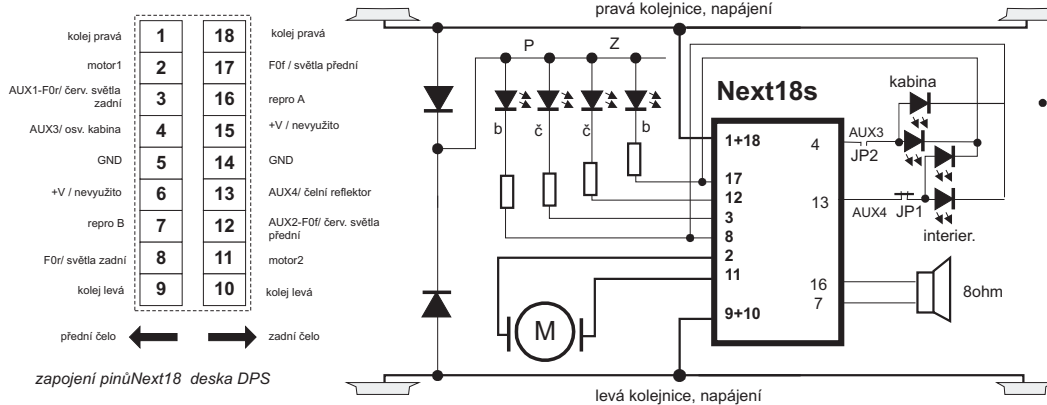 kolej pravá 1 18 kolej pravá
motor1 2 17 F0f / světla přední
AUX1-F0r/ červ. světla
zadní 3 16 repro A
AUX3/ osv. kabina 4 15 +V / nevyužito
GND 5 14 GND
+V / nevyužito 6 13 AUX4/ čelní reflektor
repro B 7 12 AUX2-F0f/ červ. světla
přední
F0r/ světla zadní 8 11 motor2
kolej levá 9 10 kolej levá
přední čelo zadní čelo
zapojení pinůNext18 deska DPS
pravá kolejnice, napájení
P Z
b č č b
Next18s
kabina
1+18 4 AUX3
JP2
17
12 13 AUX4 JP1
3
8 interier.
2
11 16 8ohm
7
9+10
M
levá kolejnice, napájení